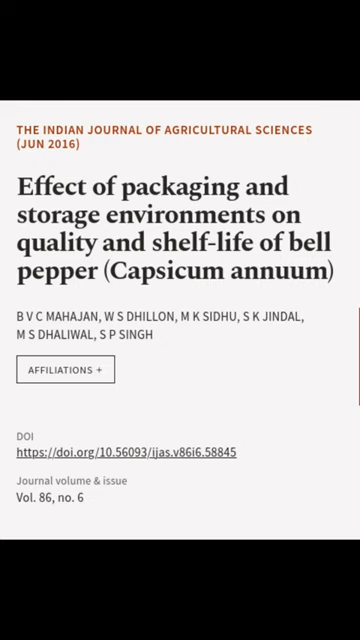 THE INDIAN JOURNAL OF AGRICULTURAL SCIENCES
(JUN 2016)
Effect of packaging and
storage environments on
quality and shelf-life of bell
pepper (Capsicum annuum)
B V C MAHAJAN, W S DHILLON, M K SIDHU, S K JINDAL,
M S DHALIWAL, S P SINGH
AFFILIATIONS +
DOI
https://doi.org/10.56093/ijas.v86i6.58845
Journal volume & issue
Vol. 86, no. 6